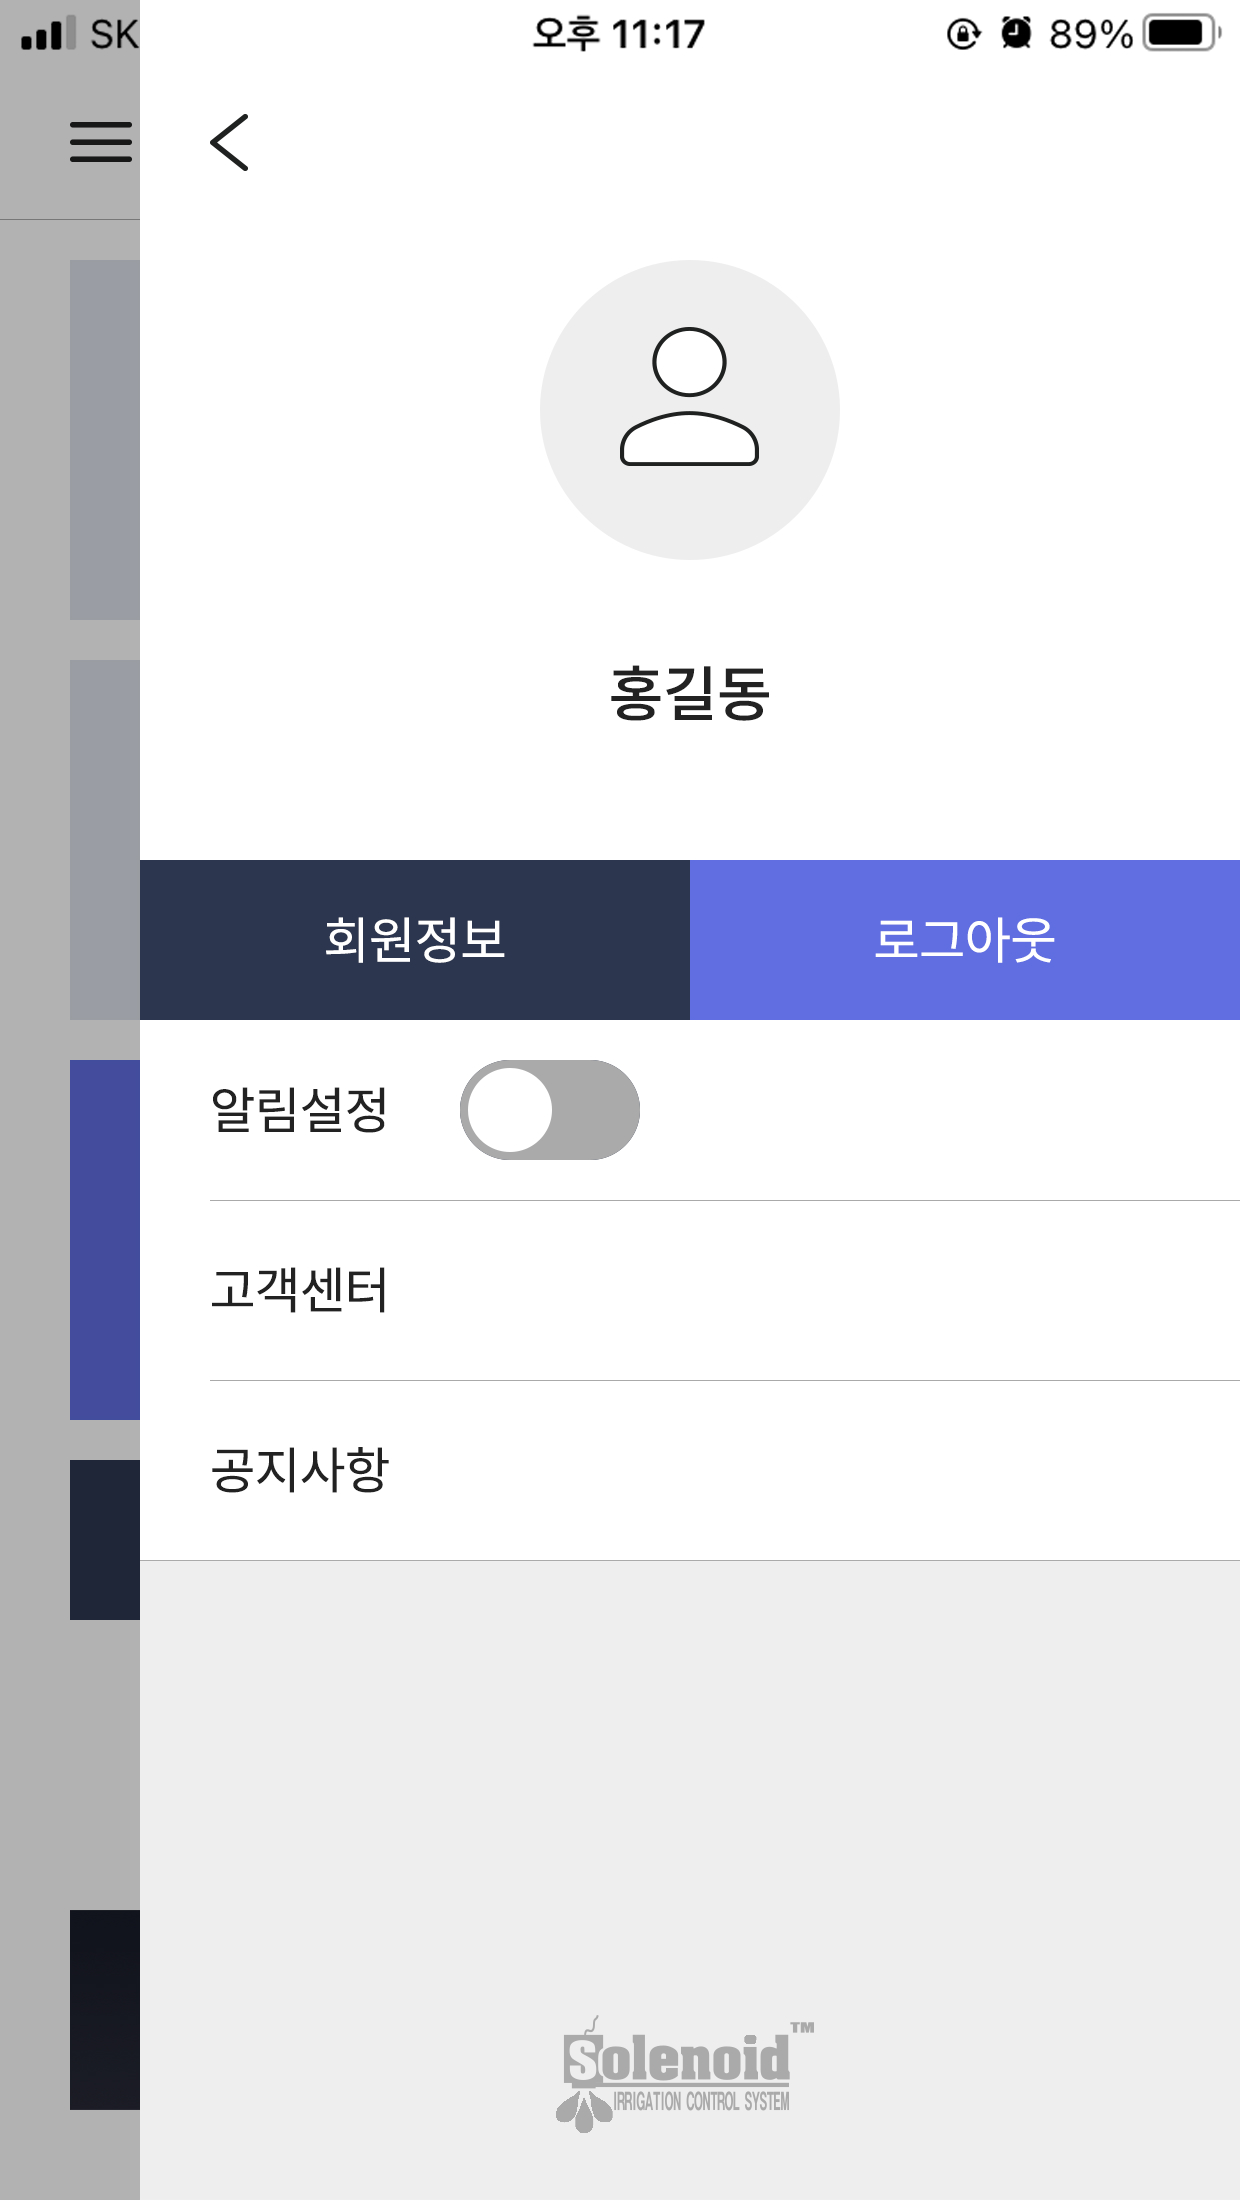 SK
오후 11:17
89%
홍길동
회원정보
로그아웃
알림설정
고객센터
공지사항
Solenoid™
IRRIGATION CONTROL SYSTEM